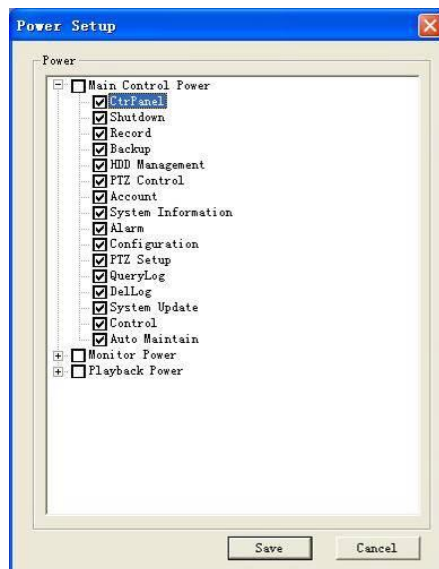 Power Setup
Power
Main Control Power
CtrPanel
Shutdown
Record
Backup
HDD Management
PTZ Control
Account
System Information
Alarm
Configuration
PTZ Setup
QueryLog
DelLog
System Update
Control
Auto Maintain
Monitor Power
Playback Power
Save
Cancel